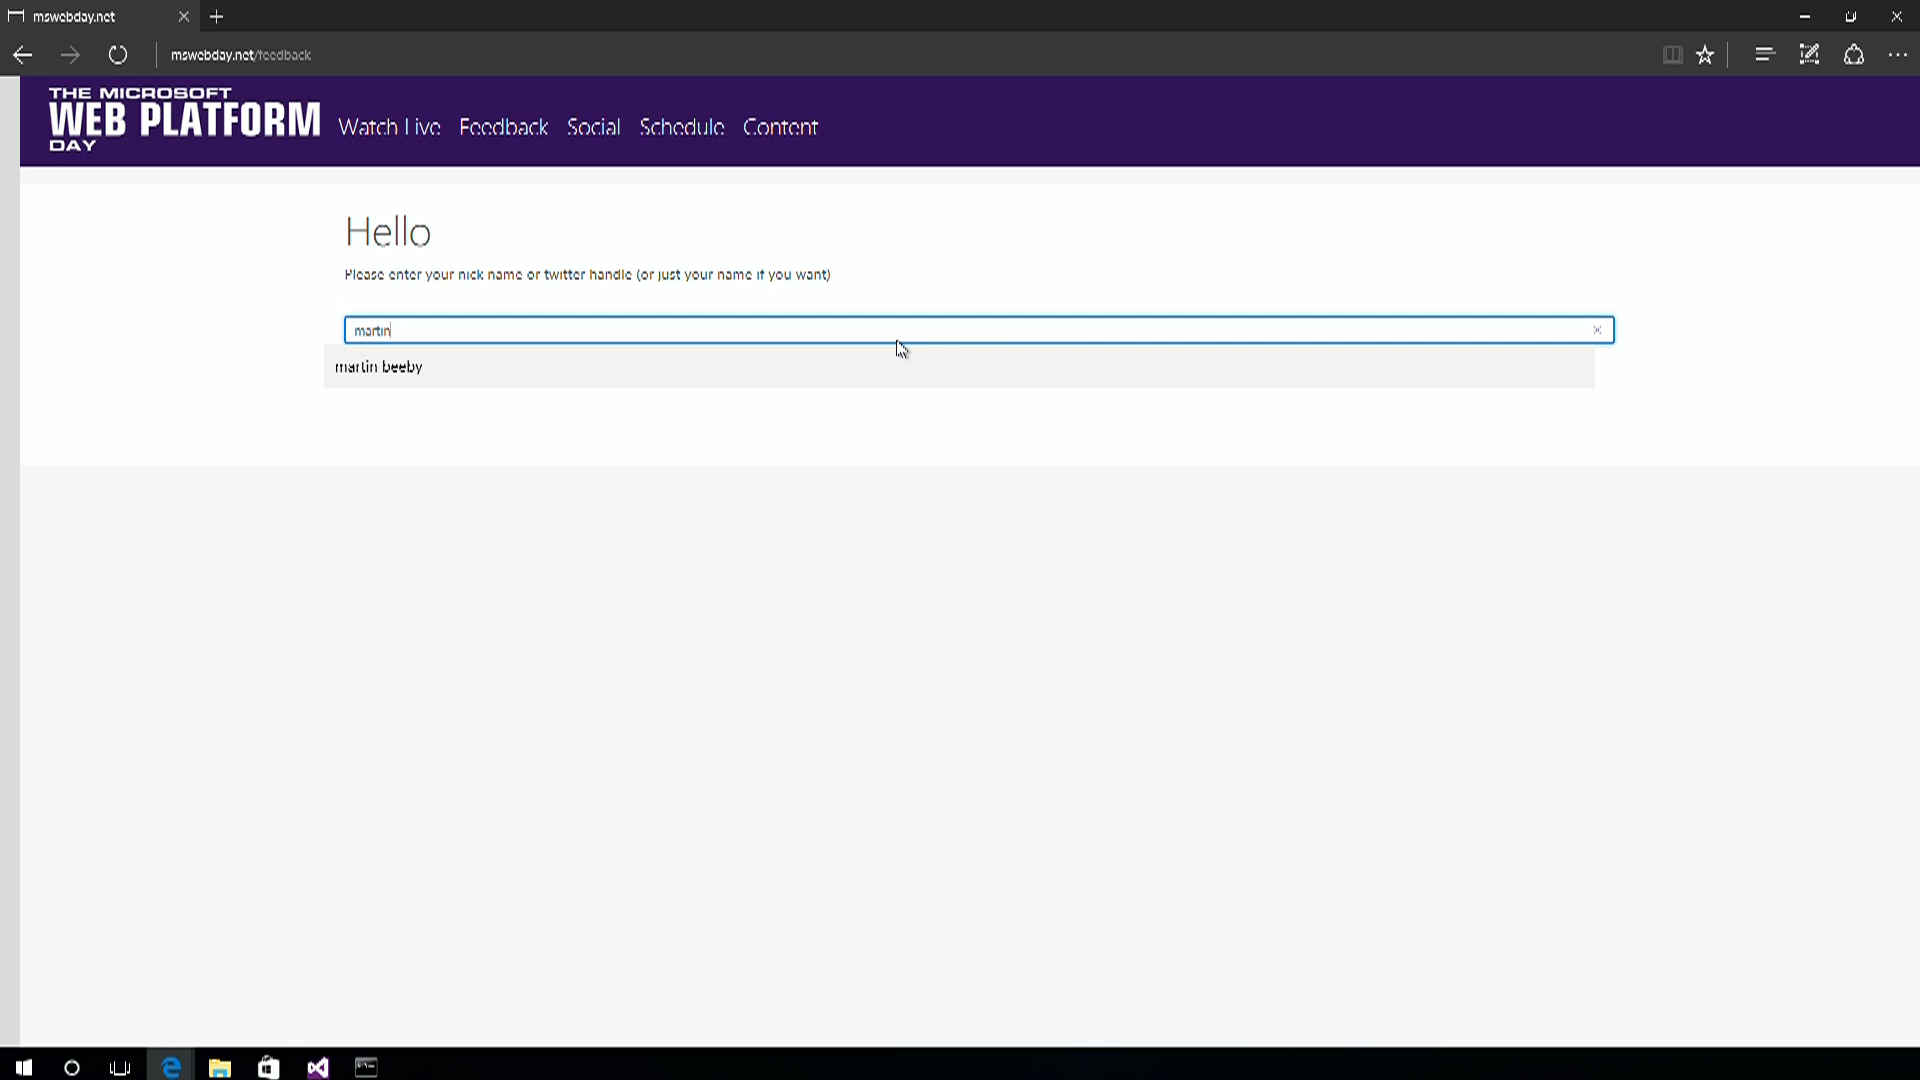 mswebday.net
mswebday.net/feedback
THE MICROSOFT
WEB PLATFORM
DAY
Watch Live Feedback Social Schedule Content
Hello
Please enter your nick name or twitter handle (or just your name if you want)
martin
martin beeby